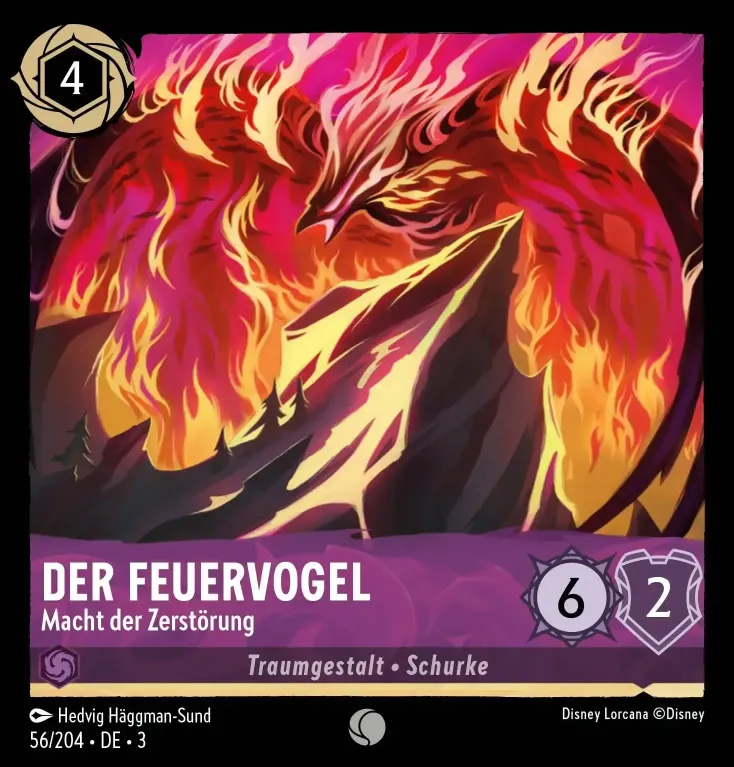 4
DER FEUERVOGEL
Macht der Zerstörung
6
2
Traumgestalt • Schurke
Hedvig Häggman-Sund
Disney Lorcana ©Disney
56/204 • DE • 3